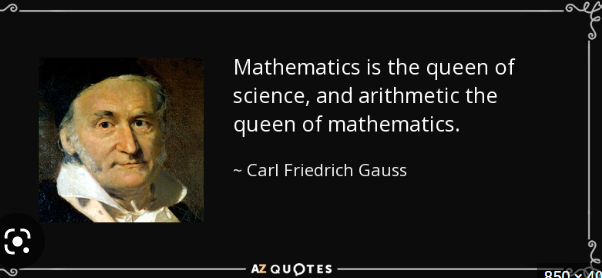 Mathematics is the queen of
science, and arithmetic the
queen of mathematics.
~ Carl Friedrich Gauss
AZ QUOTES